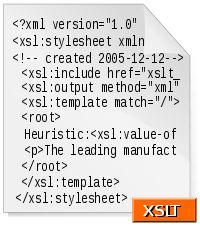 <?xml version="1.0"
<xsl:stylesheet xmln
<!-- created 2005-12-12-->
<xsl:include href="xslt_
<xsl:output method="xml"
<xsl:template match="/">
<root>
Heuristic:<xsl:value-of
<p>The leading manufact
</root>
</xsl:template>
</xsl:stylesheet>
XSLT